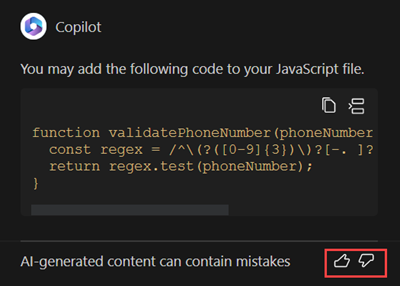 Copilot
You may add the following code to your JavaScript file.
function validatePhoneNumber(phoneNumber
const regex = /^\(?([0-9]{3})\)?[-. ]?
return regex.test(phoneNumber);
}
AI-generated content can contain mistakes